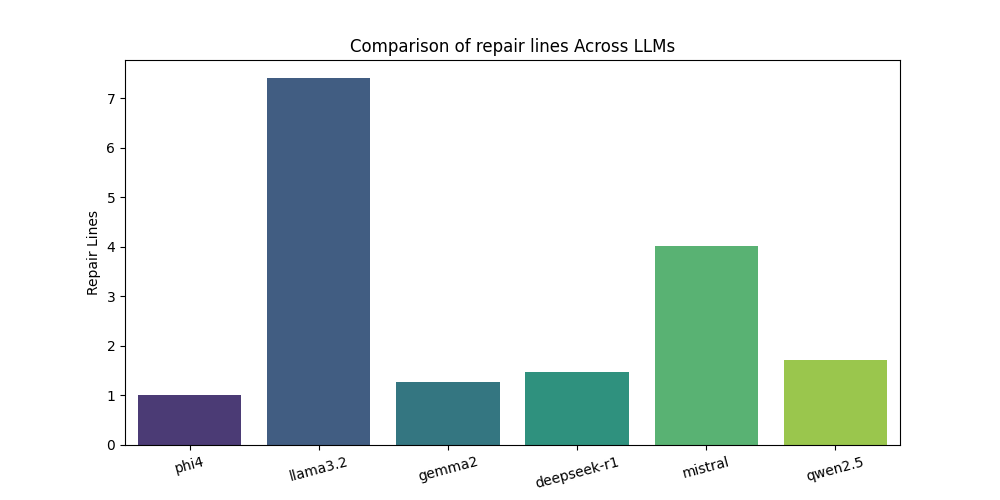 Comparison of repair lines Across LLMs
Repair Lines
7
6
5
4
3
2
1
0
phi4
llama3.2
gemma2
deepseek-r1
mistral
qwen2.5